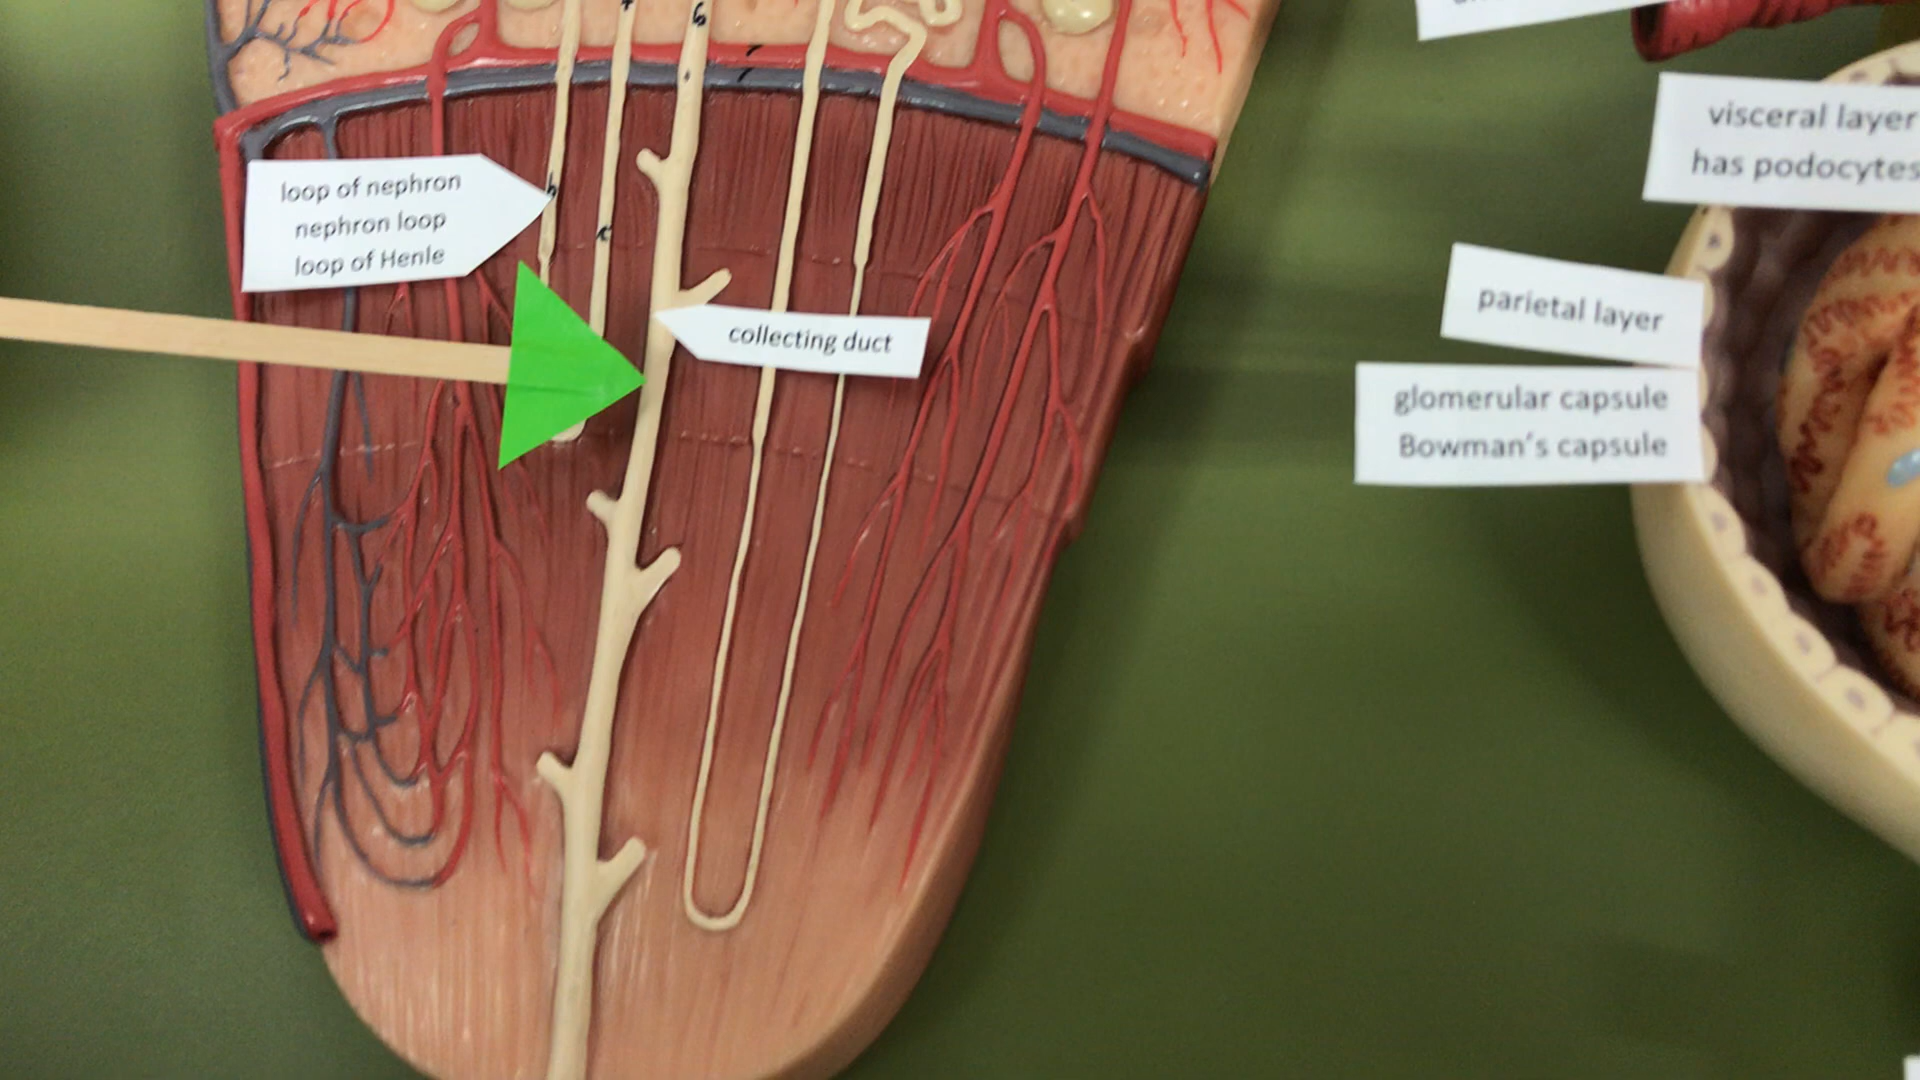 6
b
c
loop of nephron
nephron loop
loop of Henle
collecting duct
visceral layer
has podocytes
parietal layer
glomerular capsule
Bowman's capsule